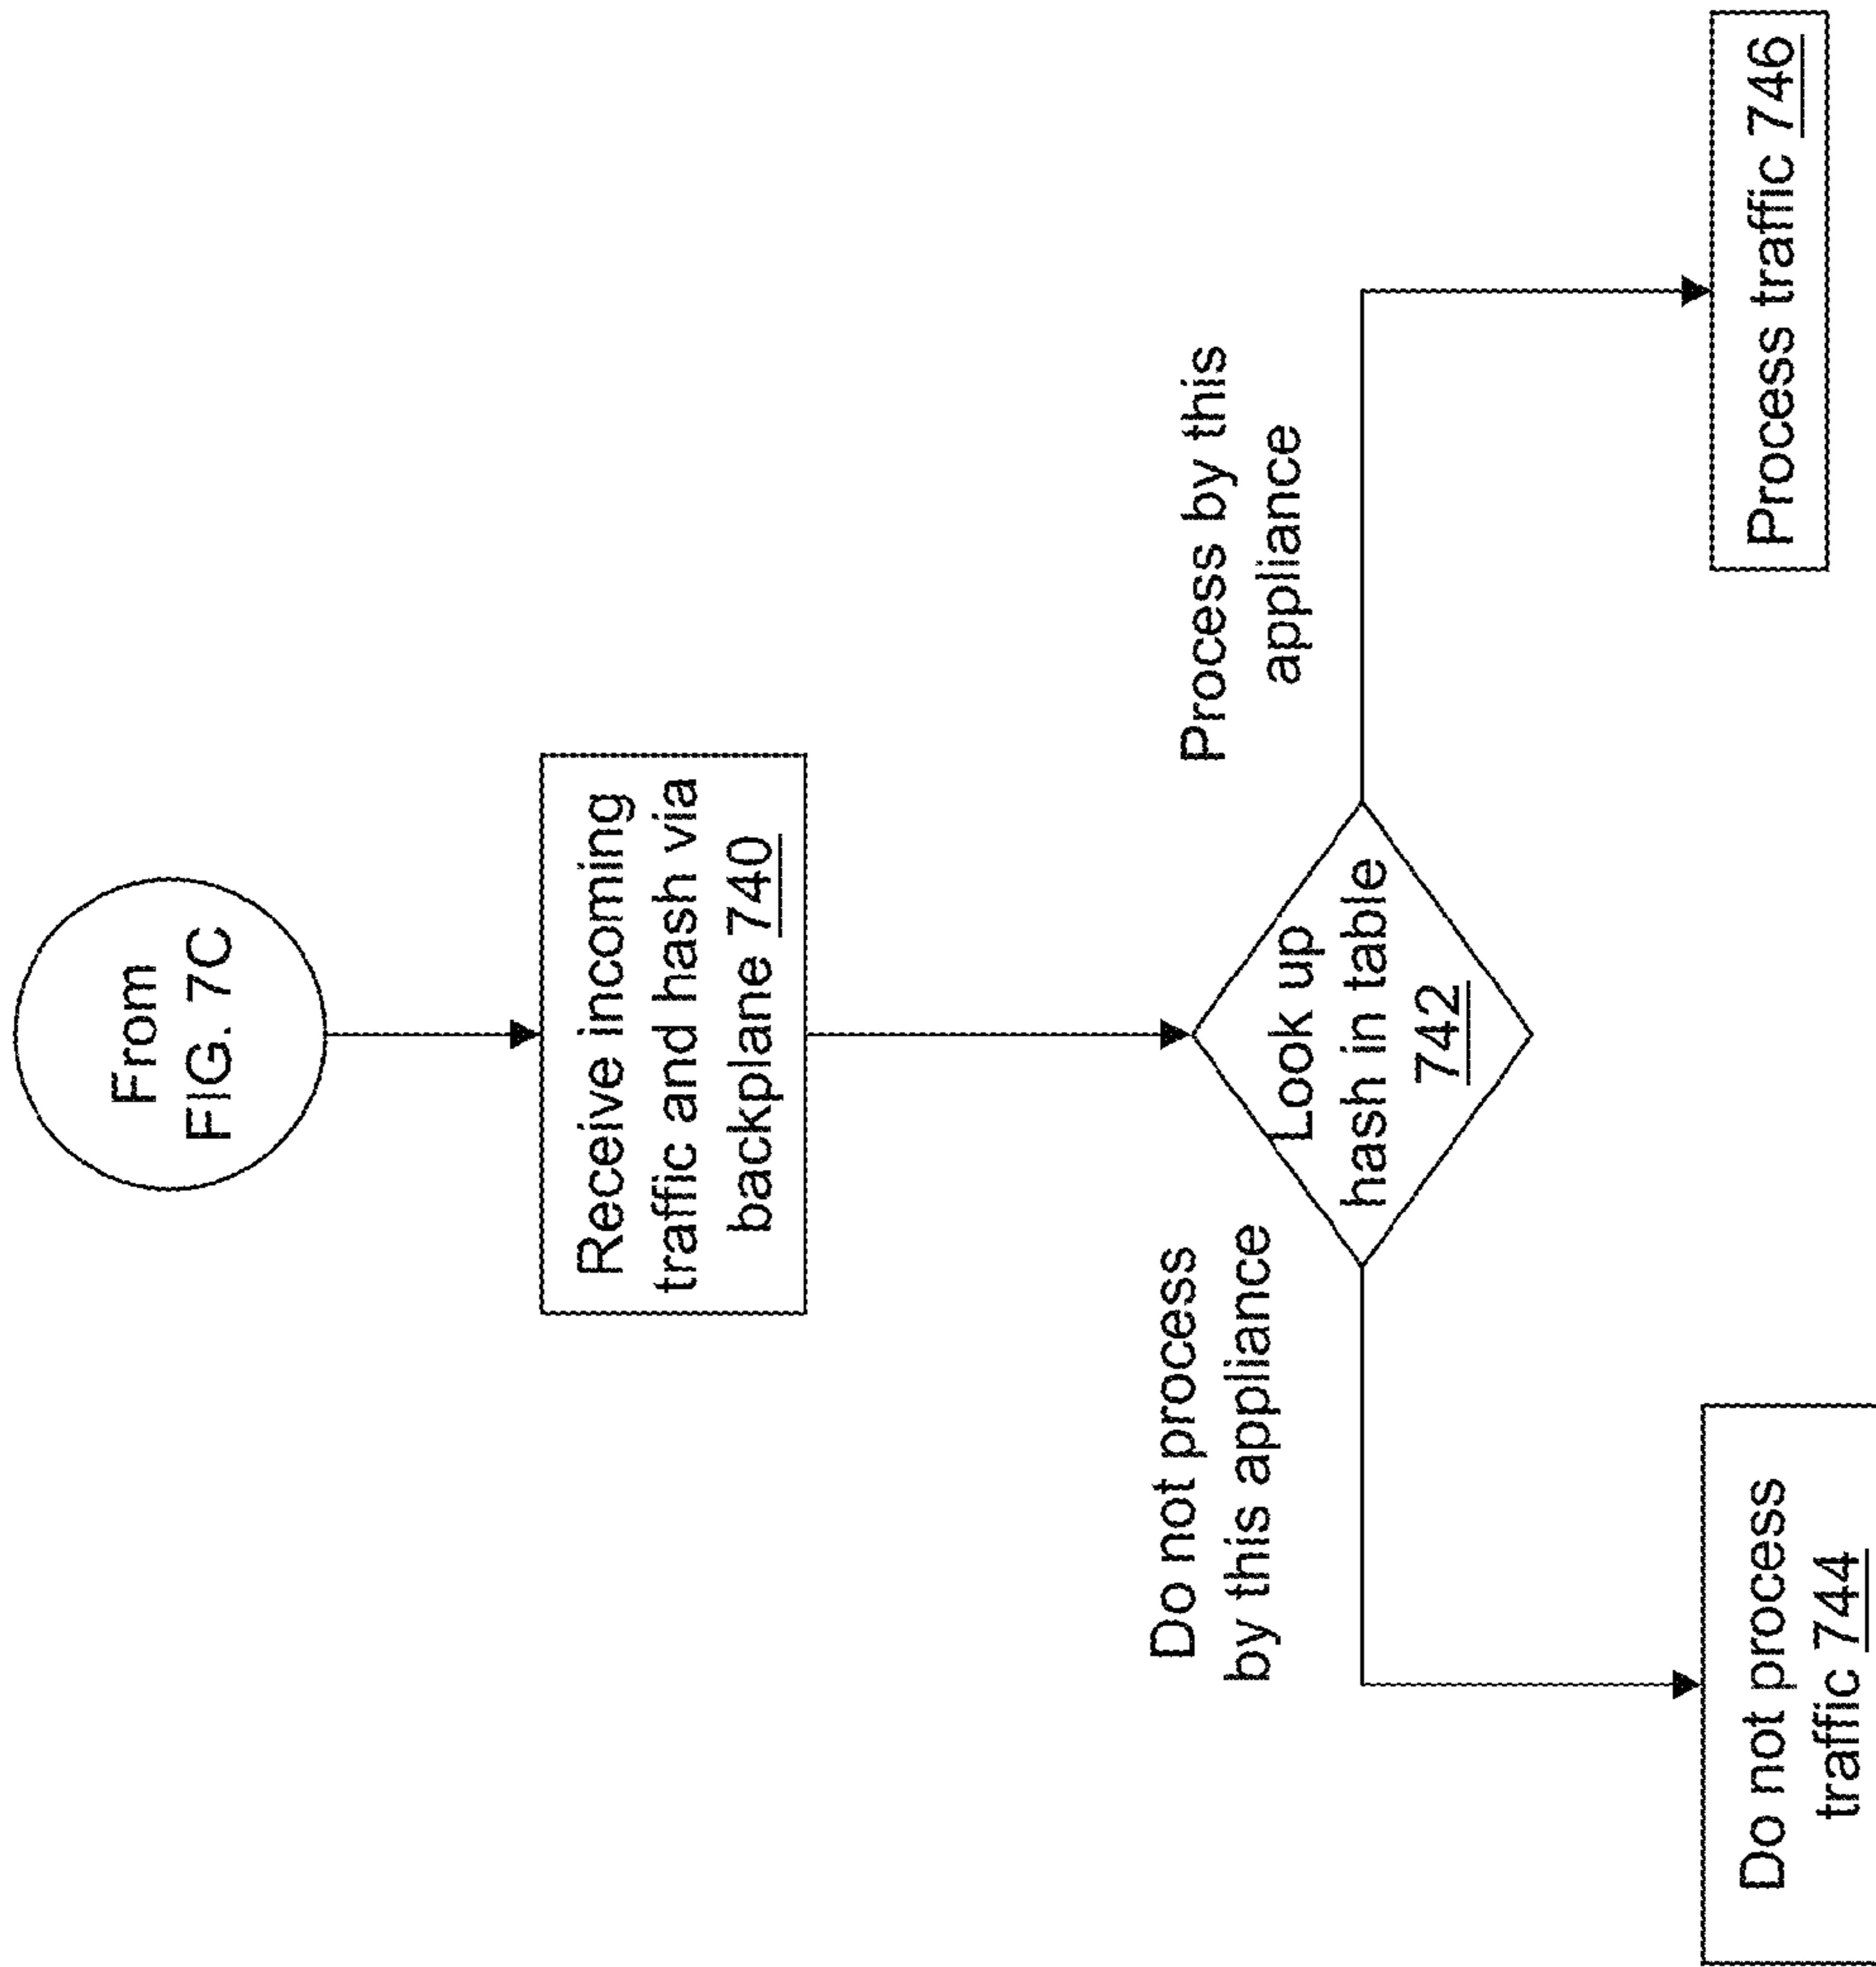 From
FIG. 7C
Receive incoming
traffic and hash via
backplane 740
Look up
hash in table
742
Do not process
by this appliance
Process by this
appliance
Do not process
traffic 744
Process traffic 746